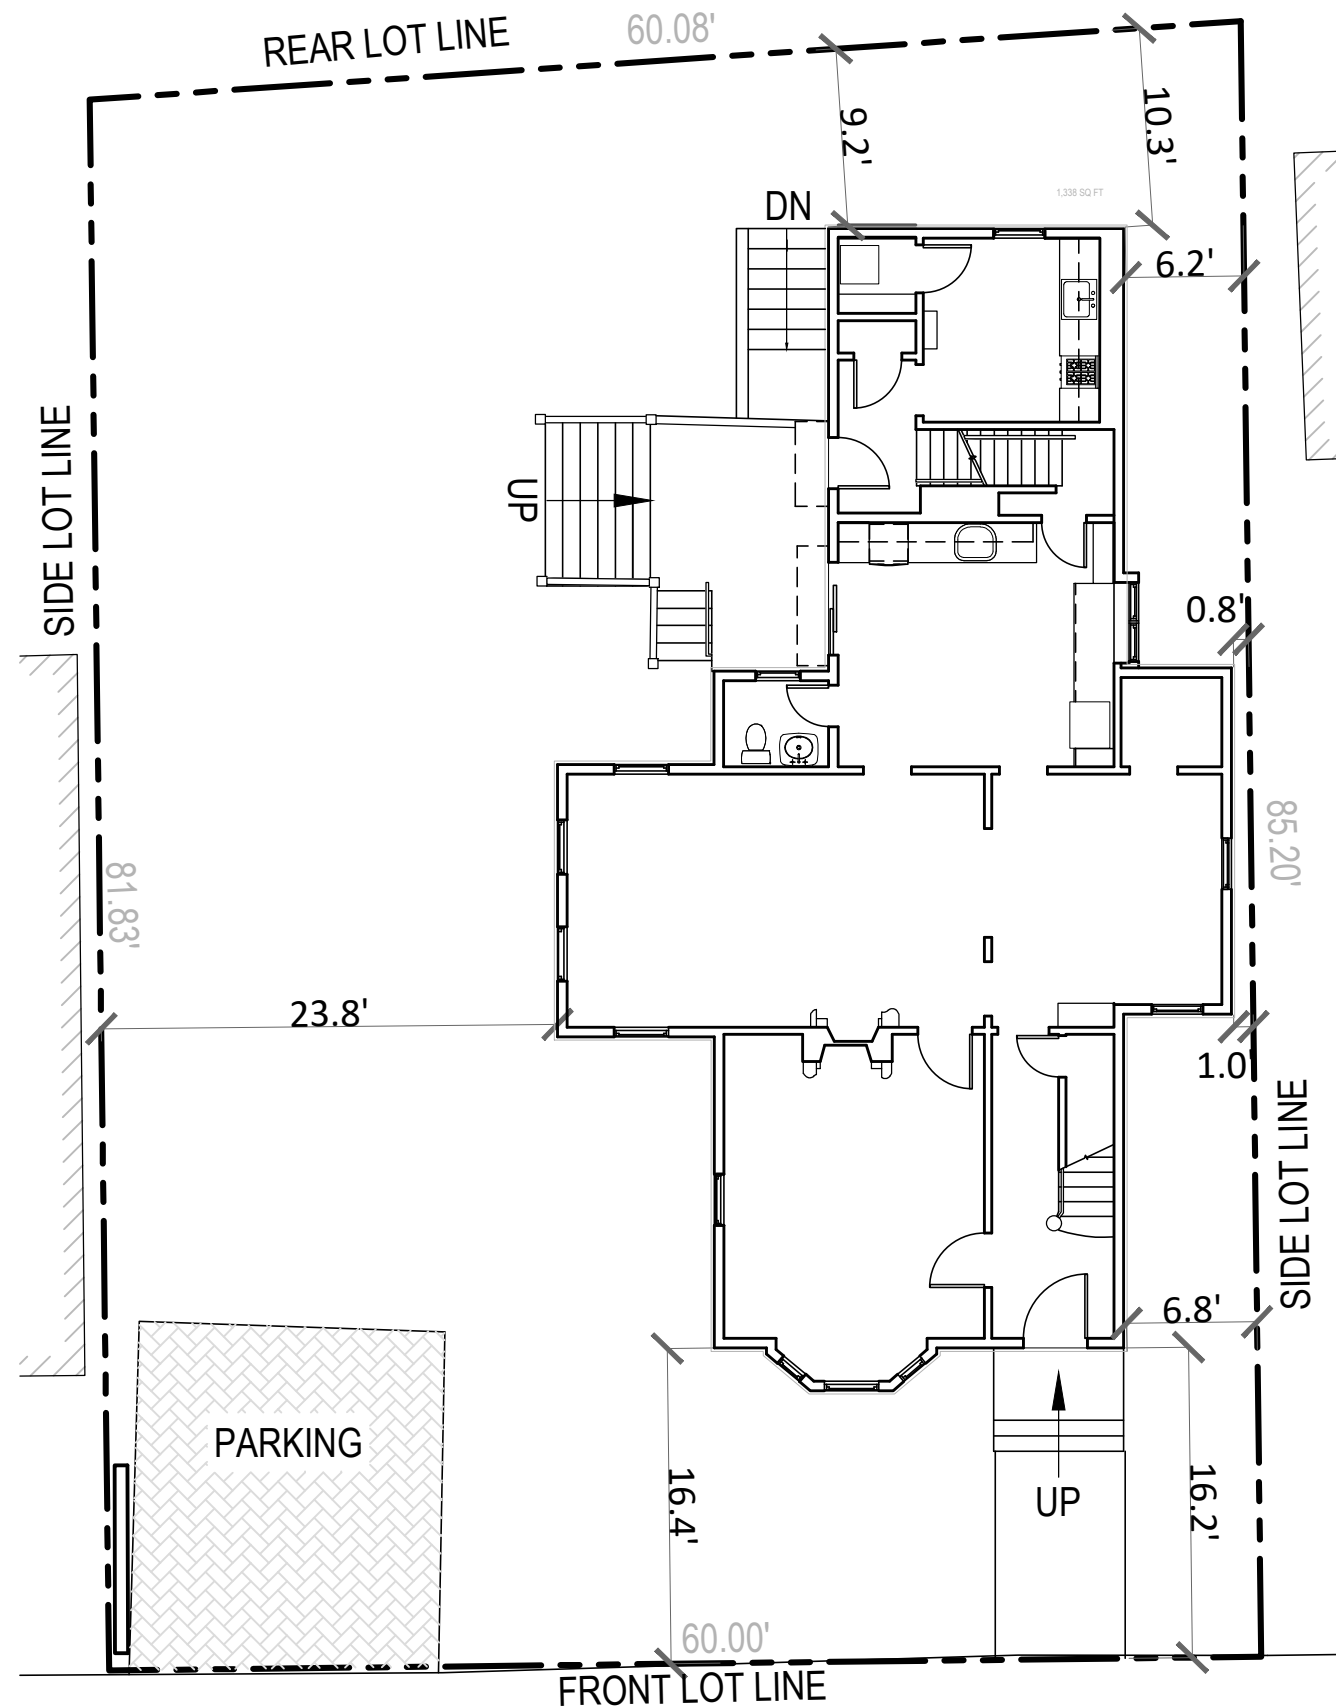 REAR LOT LINE
60.08'
9.2'
10.3'
1,338 SQ FT
DN
6.2'
SIDE LOT LINE
UP
0.8'
81.83'
85.20'
23.8'
1.0'
SIDE LOT LINE
6.8'
PARKING
16.4'
UP
16.2'
60.00'
FRONT LOT LINE